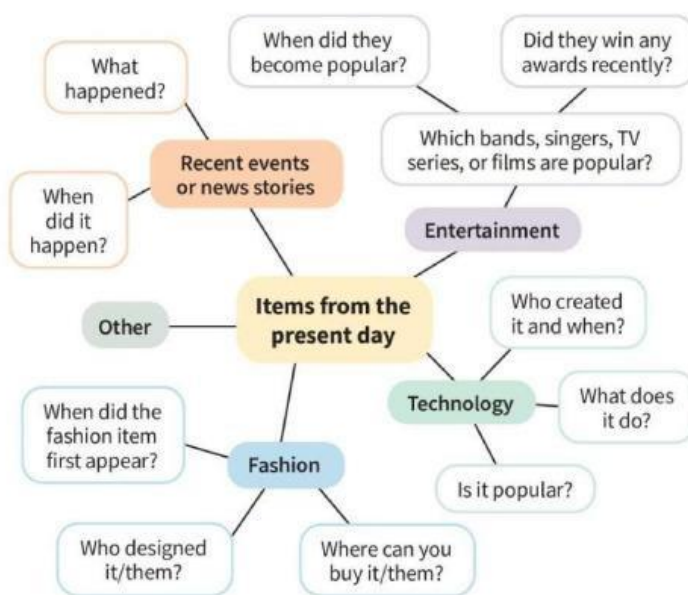 When did they
become popular?
Did they win any
awards recently?
What
happened?
Which bands, singers, TV
series, or films are popular?
Recent events
or news stories
When
did it
happen?
Entertainment
Items from the
present day
Who created
it and when?
Other
Technology
What does
it do?
When did the
fashion item
first appear?
Fashion
Is it popular?
Who designed
it/them?
Where can you
buy it/them?